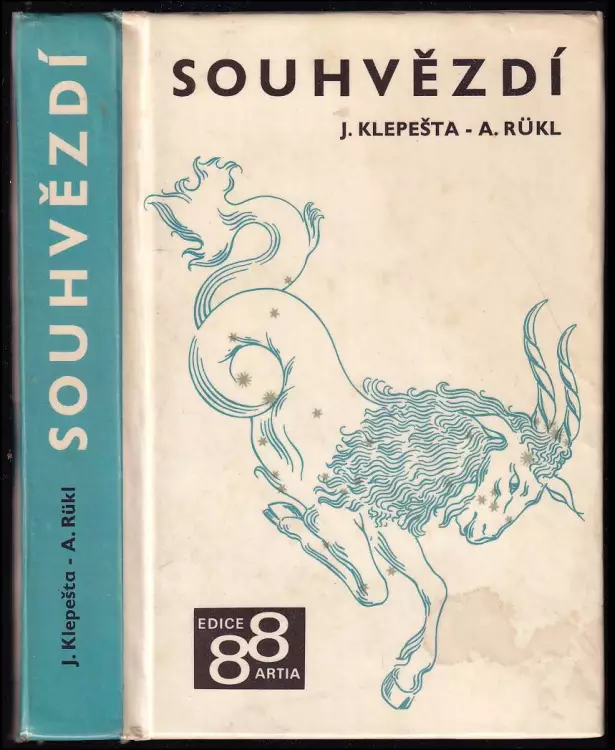 SOUHVĚZDÍ
J. Klepešta - A. Rükl
SOUHVĚZDÍ
J. KLEPEŠTA - A. RÜKL
EDICE
88
ARTIA